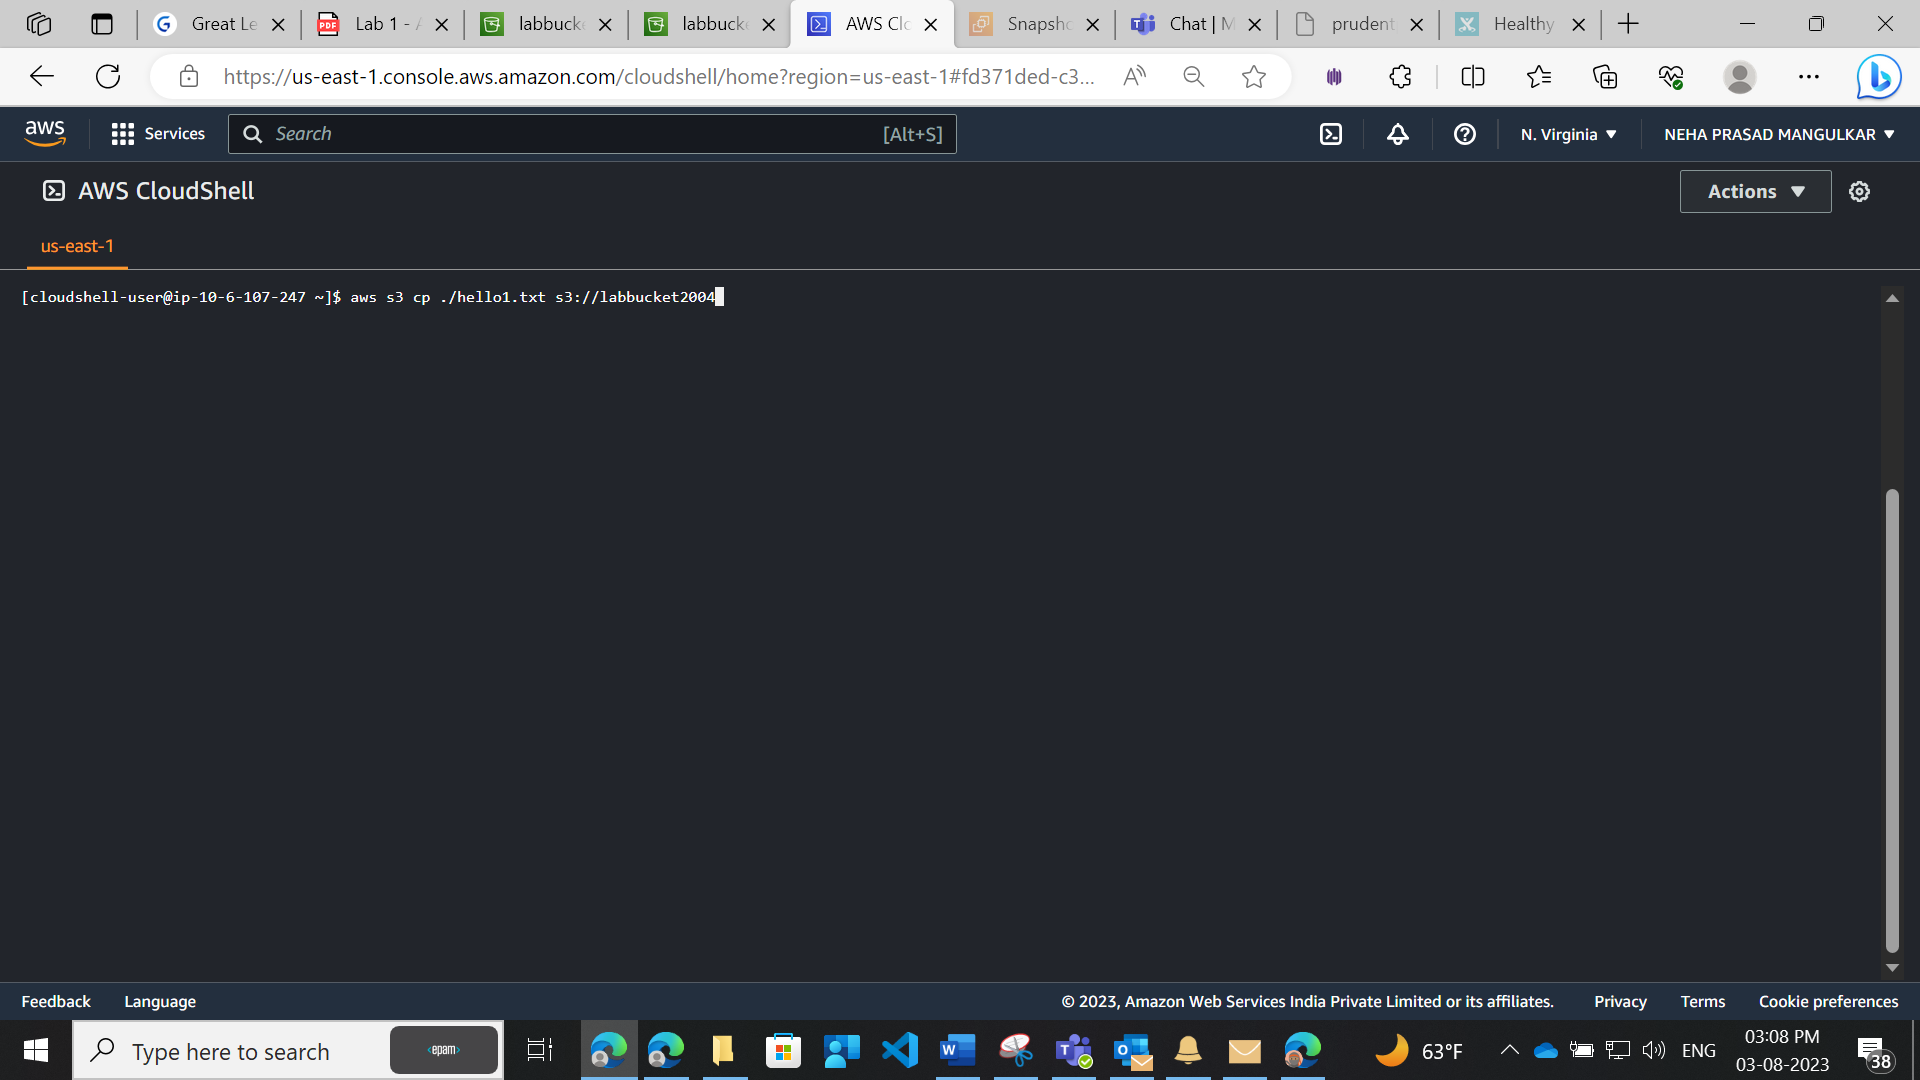 Great Le
Lab 1 - A
labbucke
labbucke
AWS Clo
Snapsho
Chat | M
prudent
Healthy
https://us-east-1.console.aws.amazon.com/cloudshell/home?region=us-east-1#fd371ded-c3...
aws
Services
Search
[Alt+S]
N. Virginia
NEHA PRASAD MANGULKAR
AWS CloudShell
Actions
us-east-1
[cloudshell-user@ip-10-6-107-247 ~]$ aws s3 cp ./hello1.txt s3://labbucket2004
Feedback
Language
© 2023, Amazon Web Services India Private Limited or its affiliates.
Privacy
Terms
Cookie preferences
Type here to search
<epam>
63°F
ENG
03:08 PM
03-08-2023
38